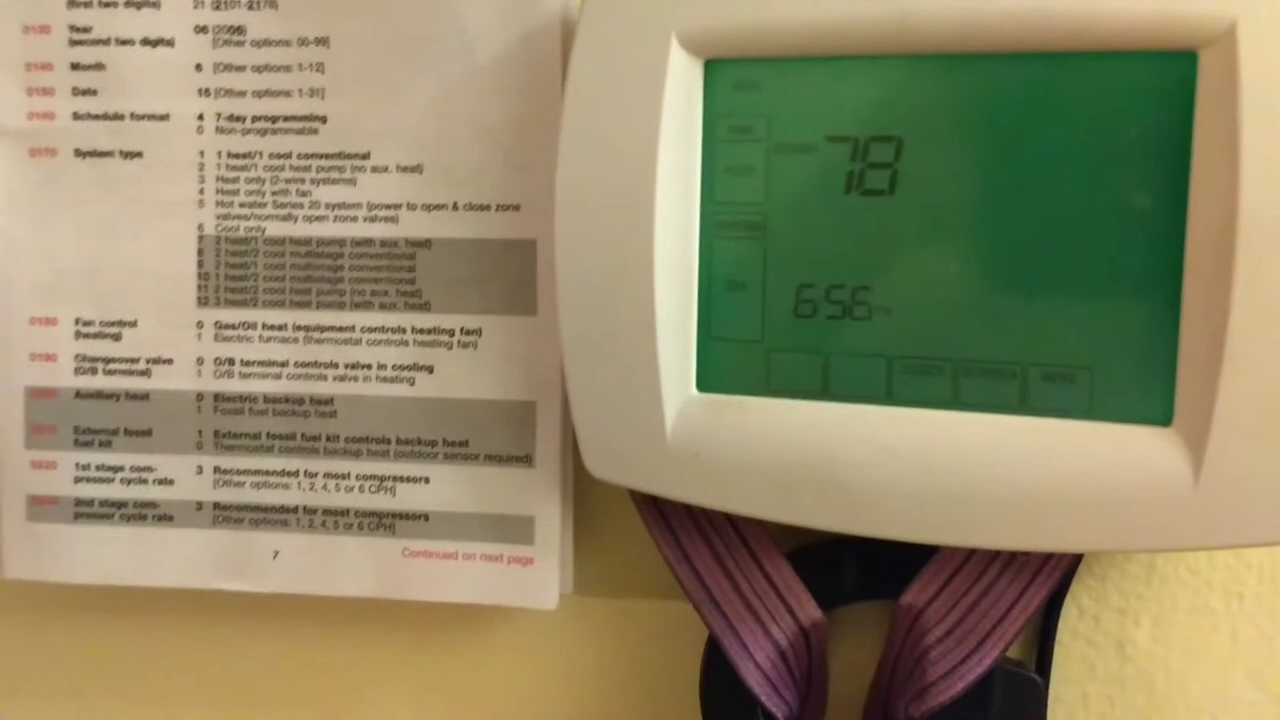 (first two digits) 21 (2101-2178)
0130 Year 06 (2006)
(second two digits) [Other options: 00-99]
0140 Month 6 [Other options: 1-12]
0150 Date 15 [Other options: 1-31]
0160 Schedule format 4 7-day programming
0 Non-programmable
0170 System type 1 1 heat/1 cool conventional
2 1 heat/1 cool heat pump (no aux. heat)
3 Heat only (2-wire systems)
4 Heat only with fan
5 Hot water Series 20 system (power to open & close zone
valves/normally open zone valves)
6 Cool only
7 2 heat/1 cool heat pump (with aux. heat)
8 2 heat/2 cool multistage conventional
9 2 heat/1 cool multistage conventional
10 1 heat/2 cool multistage conventional
11 2 heat/2 cool heat pump (no aux. heat)
12 3 heat/2 cool heat pump (with aux. heat)
0180 Fan control 0 Gas/Oil heat (equipment controls heating fan)
(heating) 1 Electric furnace (thermostat controls heating fan)
0190 Changeover valve 0 O/B terminal controls valve in cooling
(O/B terminal) 1 O/B terminal controls valve in heating
Auxiliary heat 0 Electric backup heat
1 Fossil fuel backup heat
External fossil 1 External fossil fuel kit controls backup heat
fuel kit 0 Thermostat controls backup heat (outdoor sensor required)
0220 1st stage com- 3 Recommended for most compressors
pressor cycle rate [Other options: 1, 2, 4, 5 or 6 CPH]
2nd stage com- 3 Recommended for most compressors
pressor cycle rate [Other options: 1, 2, 4, 5 or 6 CPH]
7 Continued on next page
78
6:56